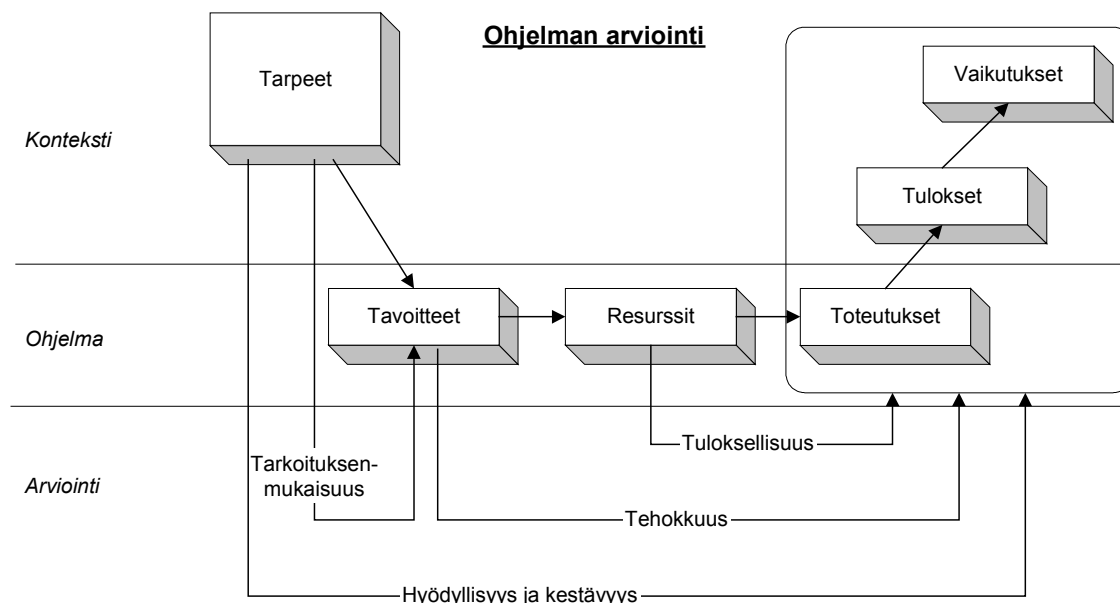 Ohjelman arviointi
Tarpeet
Vaikutukset
Konteksti
Tulokset
Tavoitteet
Resurssit
Toteutukset
Ohjelma
Tuloksellisuus
Tarkoituksen-
mukaisuus
Arviointi
Tehokkuus
Hyödyllisyys ja kestävyys